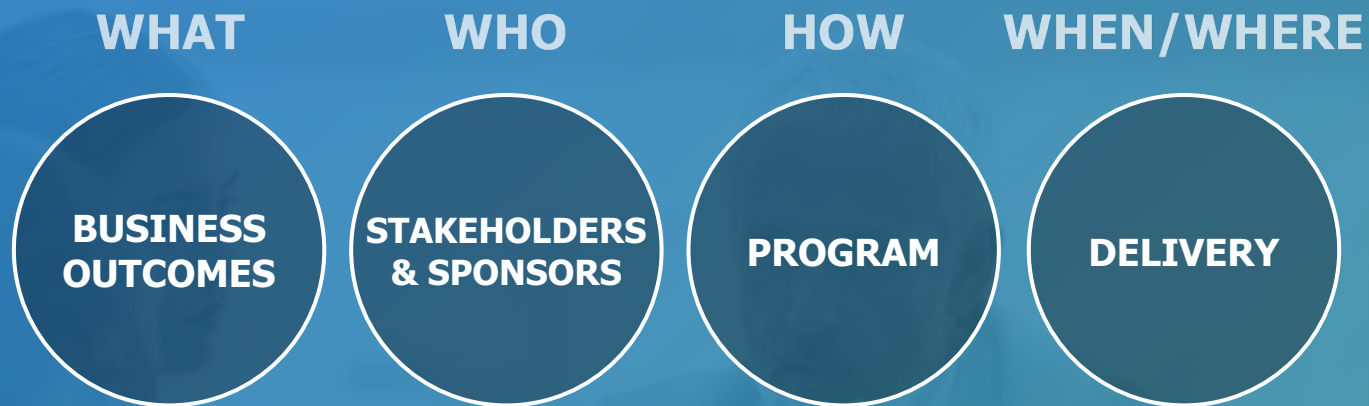 WHAT
WHO
HOW
WHEN/WHERE
BUSINESS
OUTCOMES
STAKEHOLDERS
& SPONSORS
PROGRAM
DELIVERY